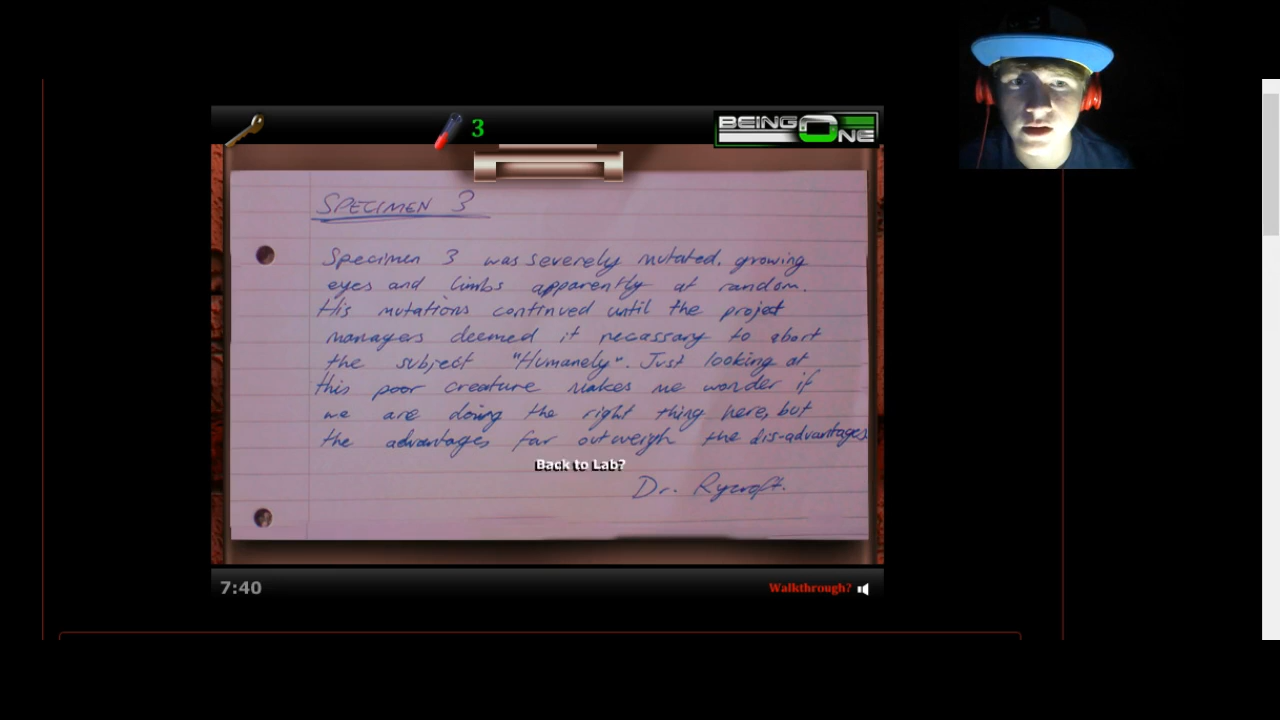 3
BEING ONE
SPECIMEN 3
Specimen 3 was severely mutated, growing
eyes and limbs apparently at random.
His mutations continued until the project
managers deemed it necassary to abort
the subject "Humanely". Just looking at
this poor creature makes me wonder if
we are doing the right thing here, but
the advantages far outweigh the dis-advantages
Back to Lab?
Dr. Rycroft.
7:40
Walkthrough?